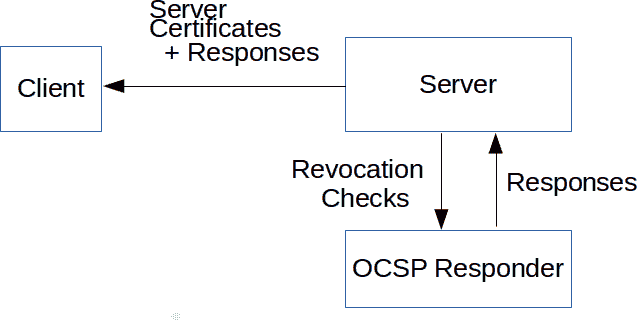 Server
Certificates
+ Responses
Client
Server
Revocation
Checks
Responses
OCSP Responder